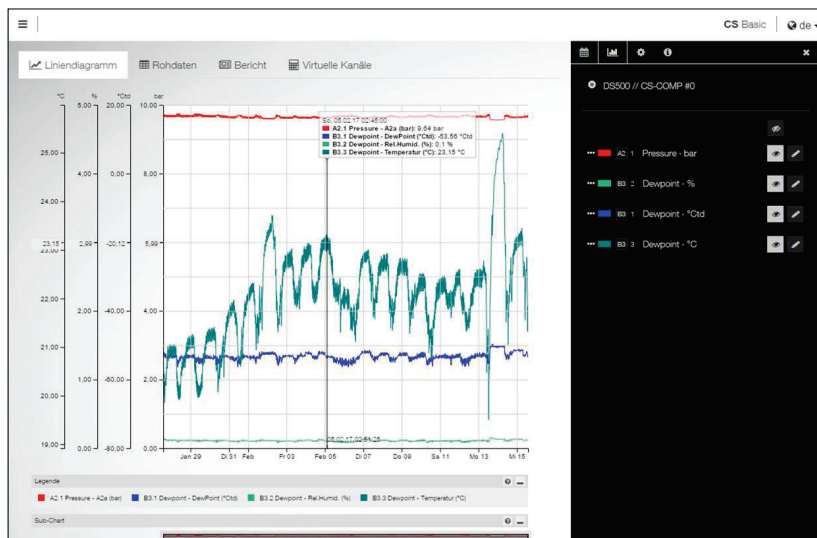 CS Basic
de
Liniendiagramm
Rohdaten
Bericht
Virtuelle Kanäle
DS500 // CS-COMP #0
A2 1 Pressure - bar
B3 2 Dewpoint - %
B3 1 Dewpoint - °Ctd
B3 3 Dewpoint - °C
°C % °Ctd bar
5,00 20,00 10,00
25,00
4,00 0,00 8,00
24,00
23,15 2,99 -20,12 5,99
23,00
22,00 2,00 -40,00 4,00
21,00
1,00 -60,00 2,00
20,00
19,00 0,00 -80,00 0,00
So, 05.02.17 02:45:00
A2.1 Pressure - A2a (bar): 9,64 bar
B3.1 Dewpoint - DewPoint (°Ctd): -53,56 °Ctd
B3.2 Dewpoint - Rel.Humid. (%): 0,1 %
B3.3 Dewpoint - Temperatur (°C): 23,15 °C
Jan 29 Di 31 Feb Fr 03 Feb 05 Di 07 Do 09 Sa 11 Mo 13 Mi 15
Legende
A2.1 Pressure - A2a (bar) B3.1 Dewpoint - DewPoint (°Ctd) B3.2 Dewpoint - Rel.Humid. (%) B3.3 Dewpoint - Temperatur (°C)
Sub-Chart